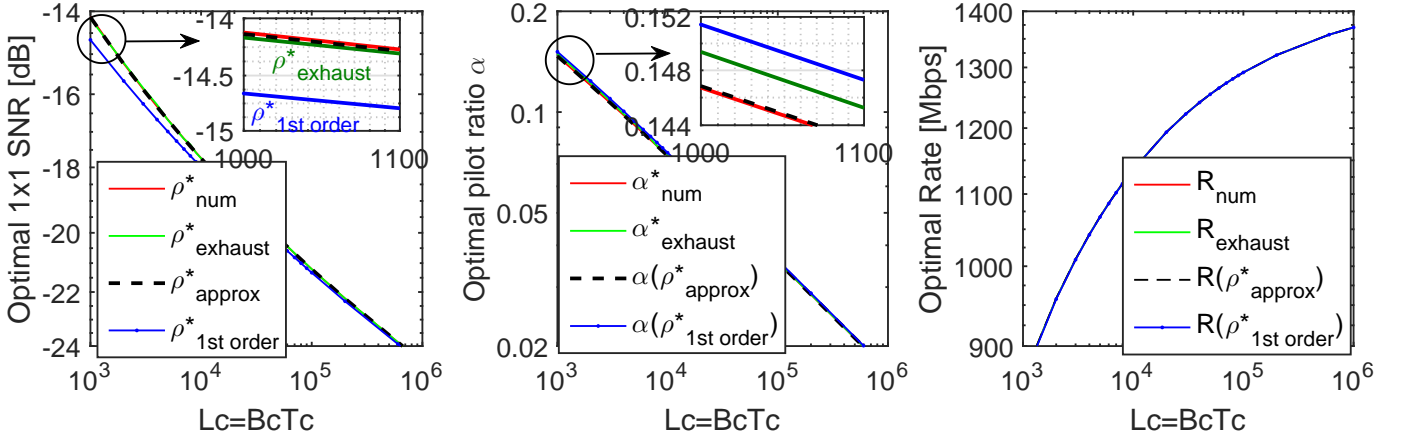 Optimal 1x1 SNR [dB]
-14
-16
-18
-20
-22
-24
10^3
10^4
10^5
10^6
Lc=BcTc
-14
-14.5
-15
1000
1100
ρ*exhaust
ρ*1st order
ρ*num
ρ*exhaust
ρ*approx
ρ*1st order
Optimal pilot ratio α
0.2
0.1
0.05
0.02
10^3
10^4
10^5
10^6
Lc=BcTc
0.152
0.148
0.144
1000
1100
α*num
α*exhaust
α(ρ*approx)
α(ρ*1st order)
Optimal Rate [Mbps]
1400
1300
1200
1100
1000
900
10^3
10^4
10^5
10^6
Lc=BcTc
Rnum
Rexhaust
R(ρ*approx)
R(ρ*1st order)